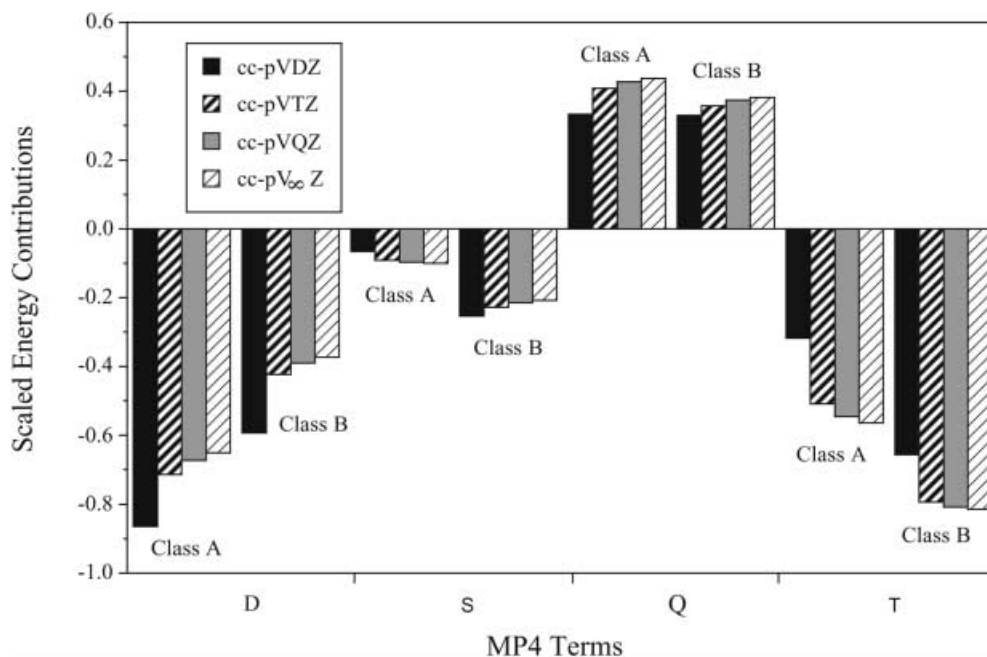 0.6
0.4
0.2
0.0
-0.2
-0.4
-0.6
-0.8
-1.0
Scaled Energy Contributions
cc-pVDZ
cc-pVTZ
cc-pVQZ
cc-pV∞ Z
Class A
Class B
Class A
Class B
Class A
Class B
Class A
Class B
D S Q T
MP4 Terms